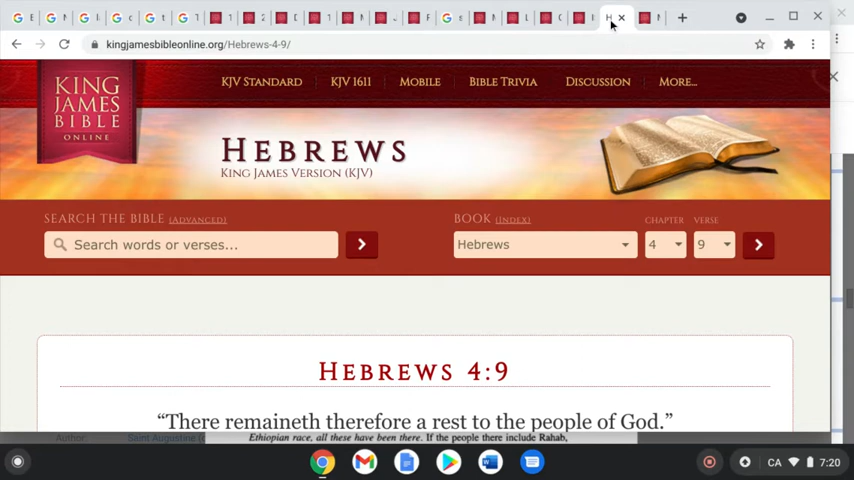 kingjamesbibleonline.org/Hebrews-4-9/
KING JAMES BIBLE ONLINE
KJV STANDARD KJV 1611 MOBILE BIBLE TRIVIA DISCUSSION MORE...
HEBREWS
KING JAMES VERSION (KJV)
SEARCH THE BIBLE (ADVANCED) BOOK (INDEX) CHAPTER VERSE
Search words or verses... Hebrews 4 9
HEBREWS 4:9
“There remaineth therefore a rest to the people of God.”
Author: Saint Augustine (
Ethiopian race, all these have been there. If the people there include Rahab,
CA 7:20